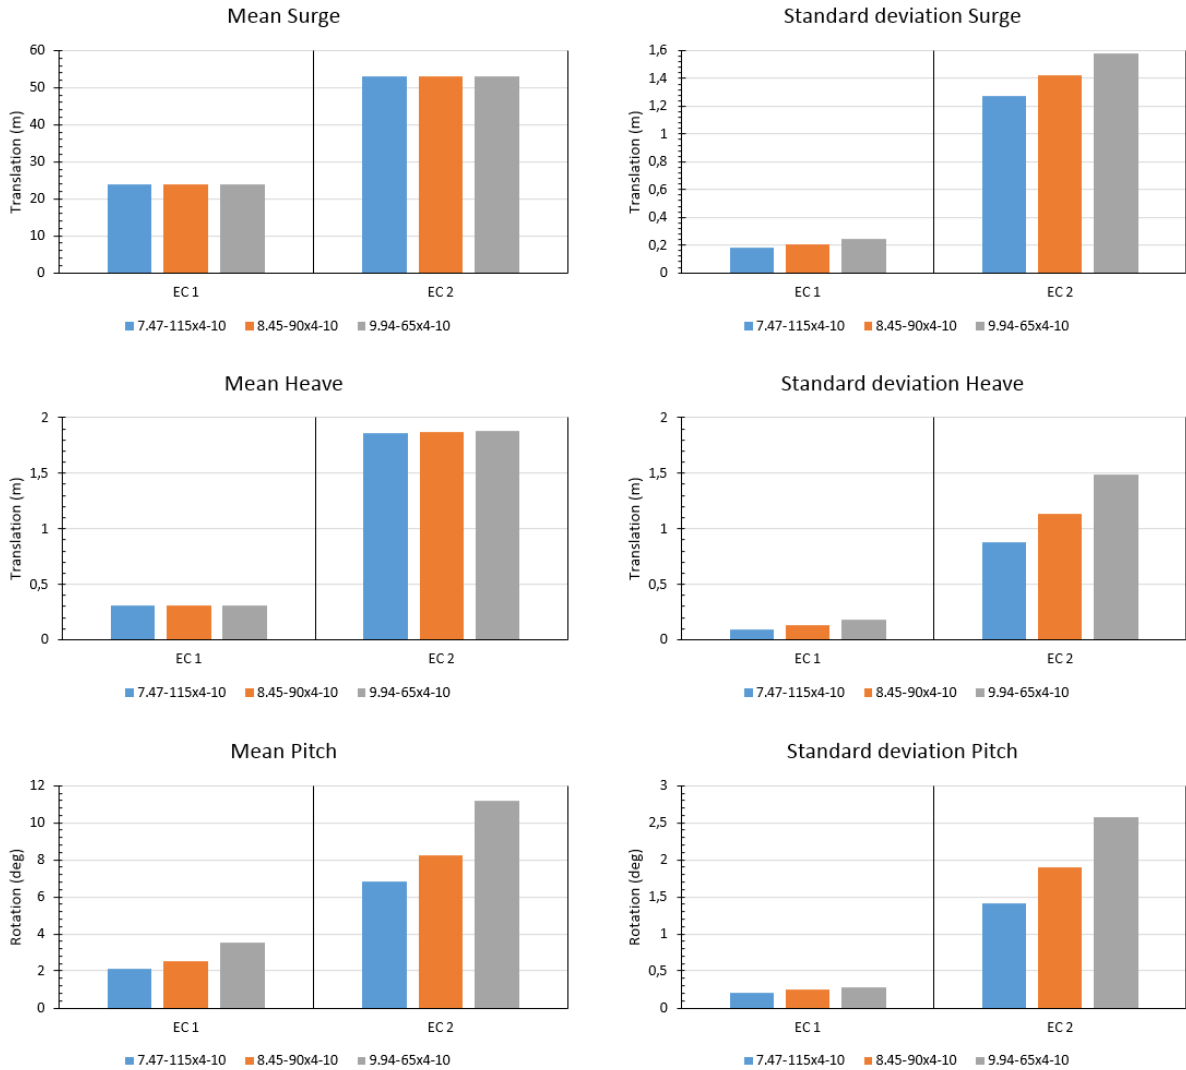 Mean Surge
Translation (m)
60
50
40
30
20
10
0
EC 1
EC 2
7.47-115x4-10 8.45-90x4-10 9.94-65x4-10
Standard deviation Surge
Translation (m)
1,6
1,4
1,2
1
0,8
0,6
0,4
0,2
0
EC 1
EC 2
7.47-115x4-10 8.45-90x4-10 9.94-65x4-10
Mean Heave
Translation (m)
2
1,5
1
0,5
0
EC 1
EC 2
7.47-115x4-10 8.45-90x4-10 9.94-65x4-10
Standard deviation Heave
Translation (m)
2
1,5
1
0,5
0
EC 1
EC 2
7.47-115x4-10 8.45-90x4-10 9.94-65x4-10
Mean Pitch
Rotation (deg)
12
10
8
6
4
2
0
EC 1
EC 2
7.47-115x4-10 8.45-90x4-10 9.94-65x4-10
Standard deviation Pitch
Rotation (deg)
3
2,5
2
1,5
1
0,5
0
EC 1
EC 2
7.47-115x4-10 8.45-90x4-10 9.94-65x4-10